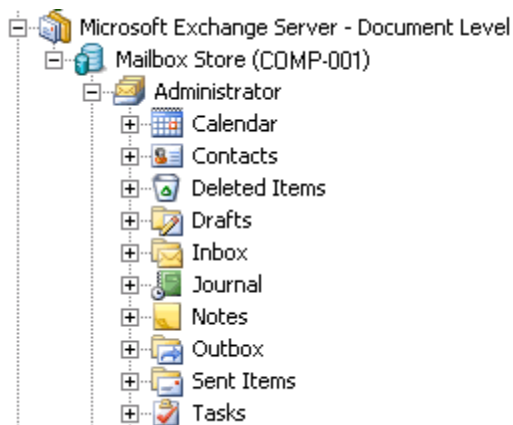 Microsoft Exchange Server - Document Level
Mailbox Store (COMP-001)
Administrator
Calendar
Contacts
Deleted Items
Drafts
Inbox
Journal
Notes
Outbox
Sent Items
Tasks